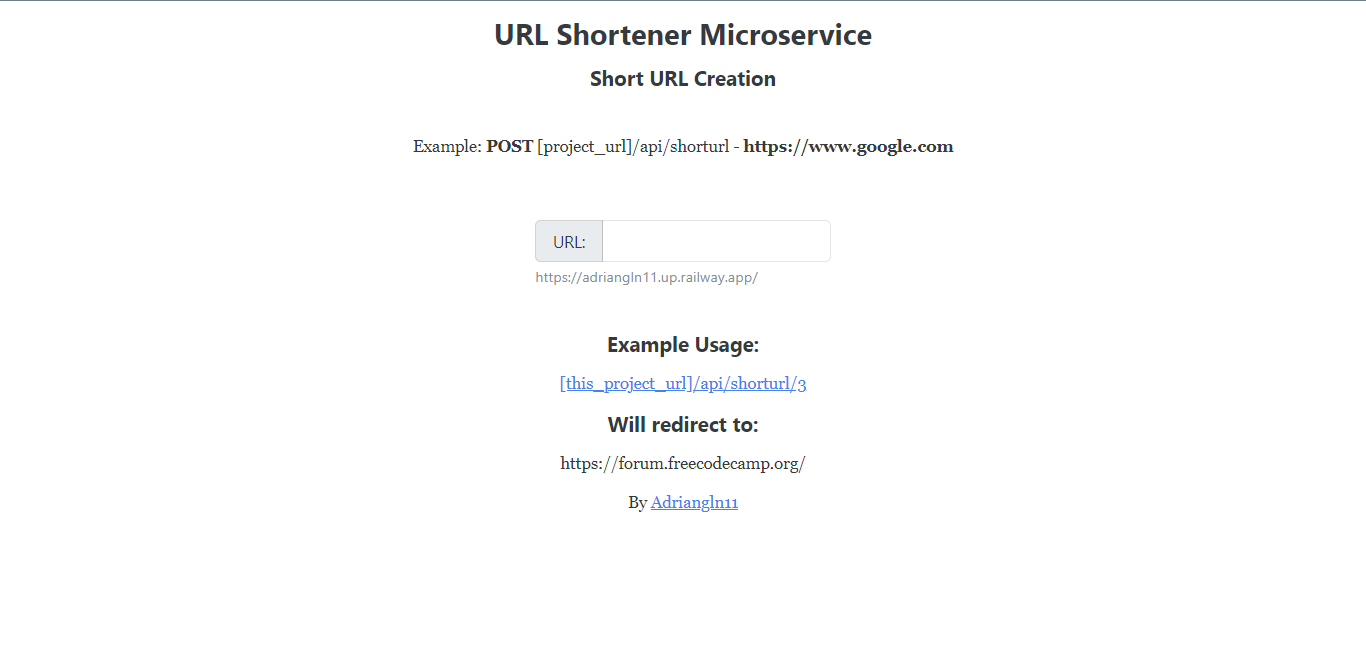 URL Shortener Microservice
Short URL Creation
Example: POST [project_url]/api/shorturl - https://www.google.com
URL:
https://adriangln11.up.railway.app/
Example Usage:
[this_project_url]/api/shorturl/3
Will redirect to:
https://forum.freecodecamp.org/
By Adriangln11